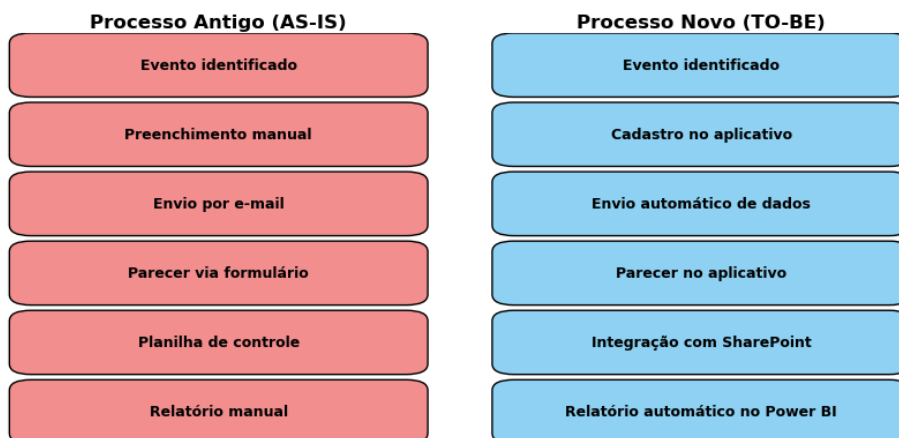 Processo Antigo (AS-IS)
Evento identificado
Preenchimento manual
Envio por e-mail
Parecer via formulário
Planilha de controle
Relatório manual
Processo Novo (TO-BE)
Evento identificado
Cadastro no aplicativo
Envio automático de dados
Parecer no aplicativo
Integração com SharePoint
Relatório automático no Power BI